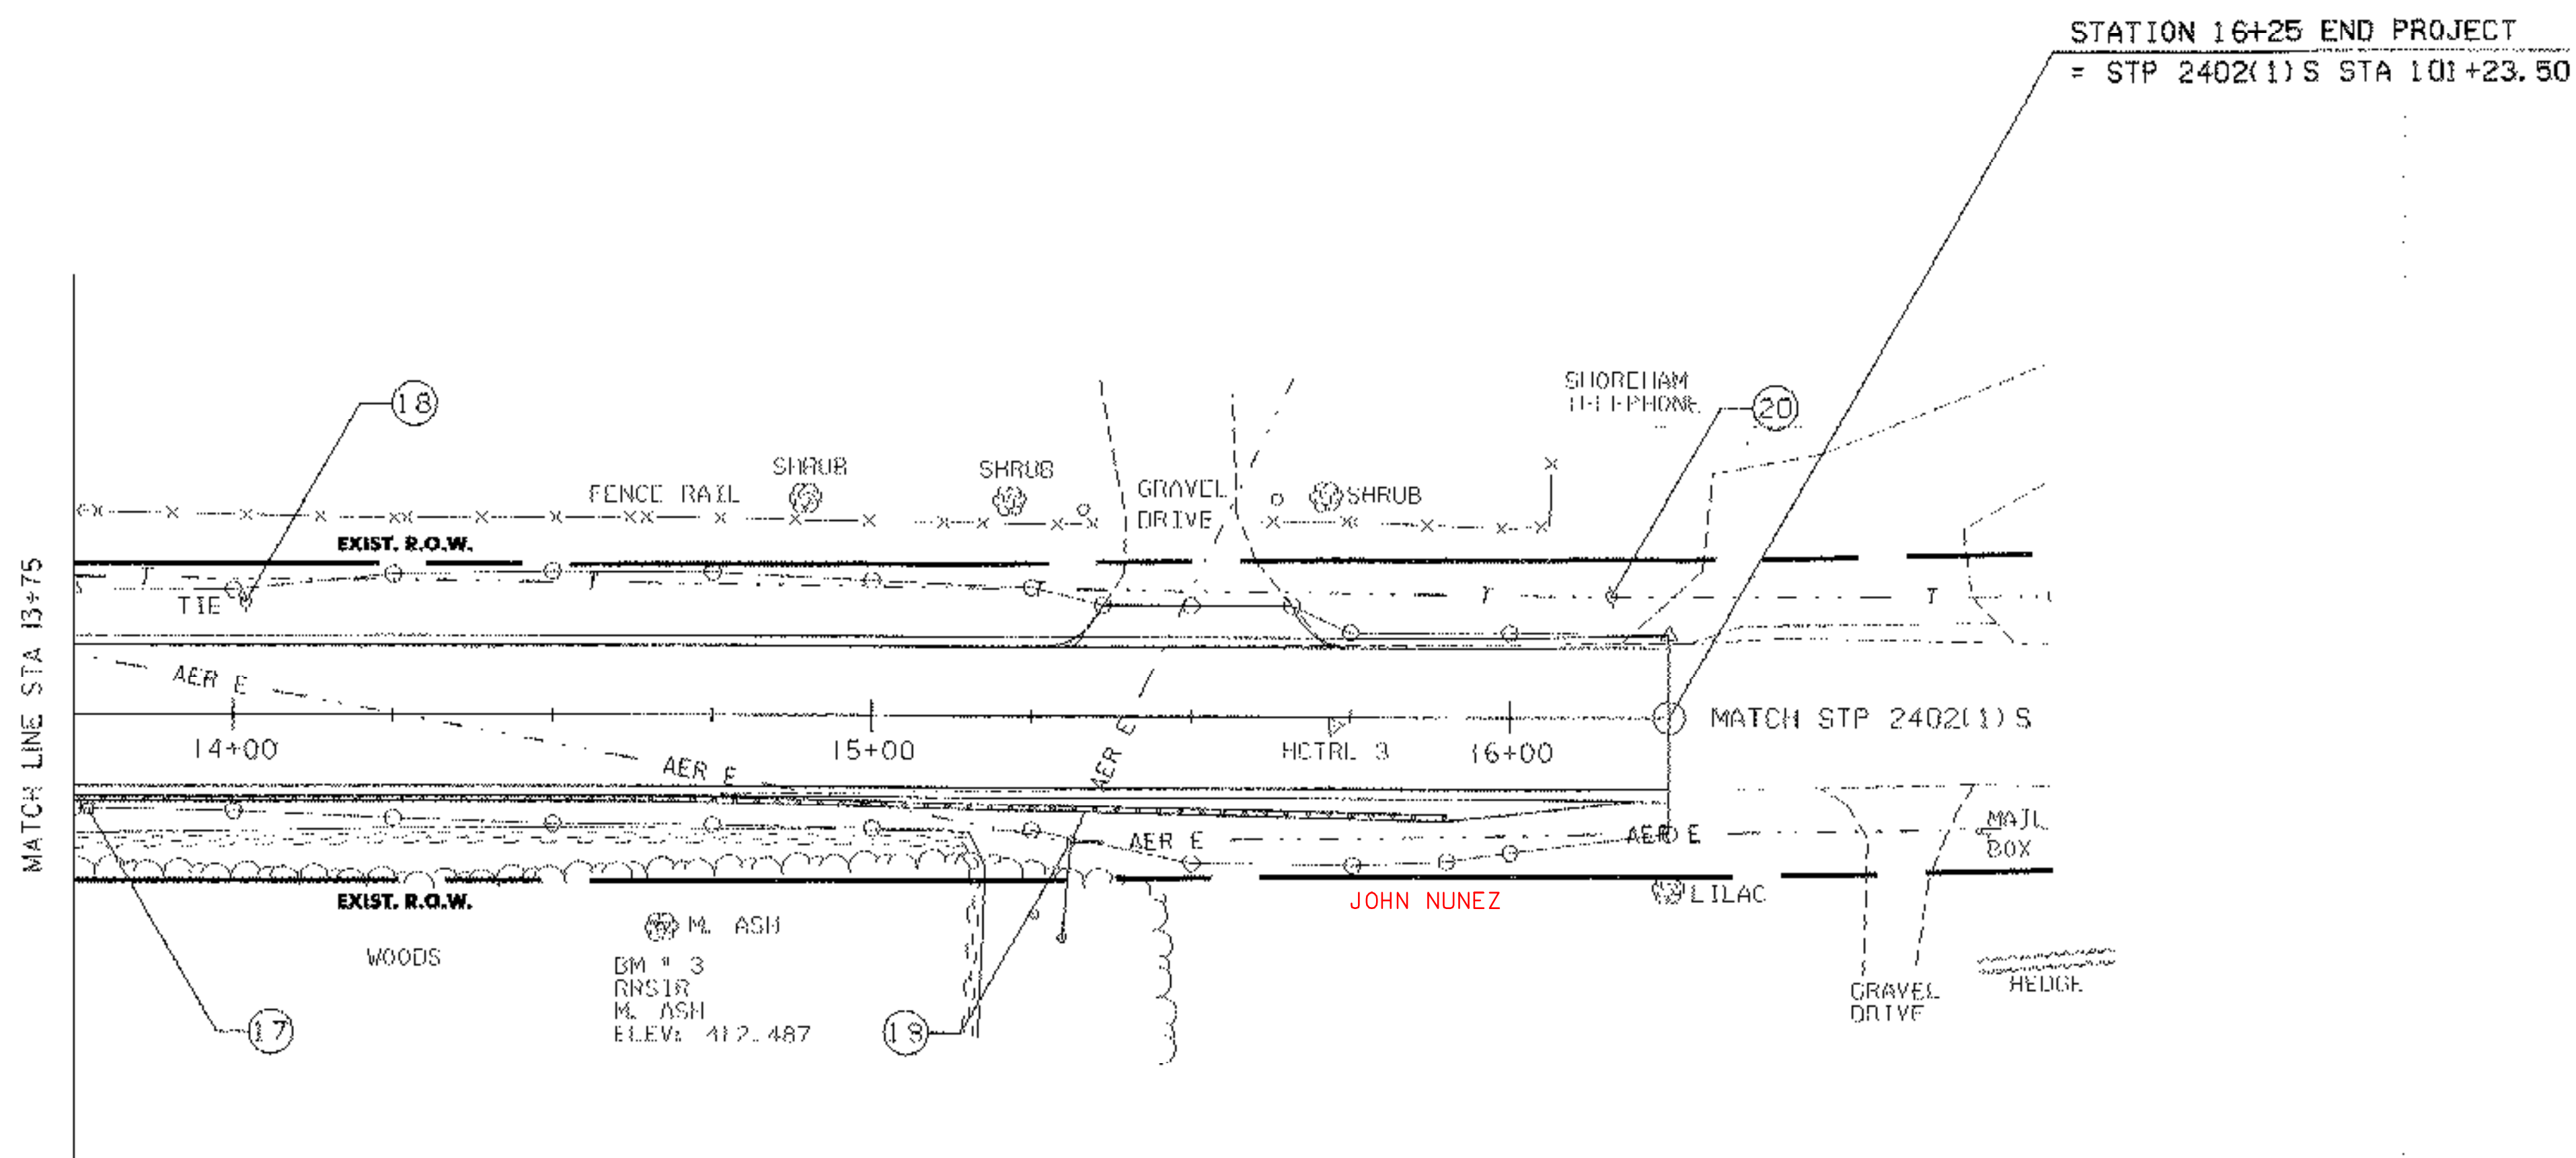 STATION 16+25 END PROJECT
= STP 2402(1)S STA 101+23.50
18
SHOREHAM
TELEPHONE
20
SHRUB
SHRUB
FENCE RAIL
GRAVEL
DRIVE
SHRUB
EXIST. R.O.W.
T
T
T
T
T
TIE
MATCH LINE STA 13+75
AER E
MATCH STP 2402(1)S
14+00
15+00
HCTRL 3
16+00
AER E
AER E
AER E
AER E
MAIL
BOX
EXIST. R.O.W.
JOHN NUNEZ
LILAC
M. ASH
WOODS
BM # 3
M. ASH
ELEV: 412.487
17
19
GRAVEL
DRIVE
HEDGE